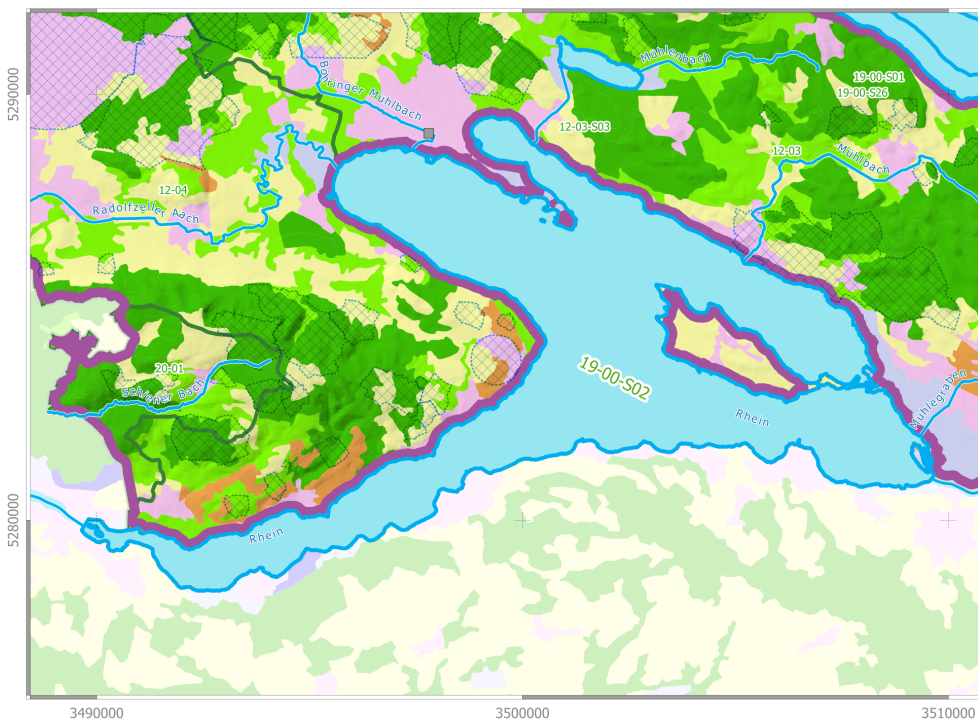 Mühlenbach
19-00-S01
19-00-S26
5290000
Böhringer Mühlbach
12-03-S03
12-03
Mühlbach
12-04
Radolfzeller Aach
20-01
Schiener Bach
19-00-S02
Rhein
Mühlegraben
5280000
Rhein
3490000
3500000
3510000